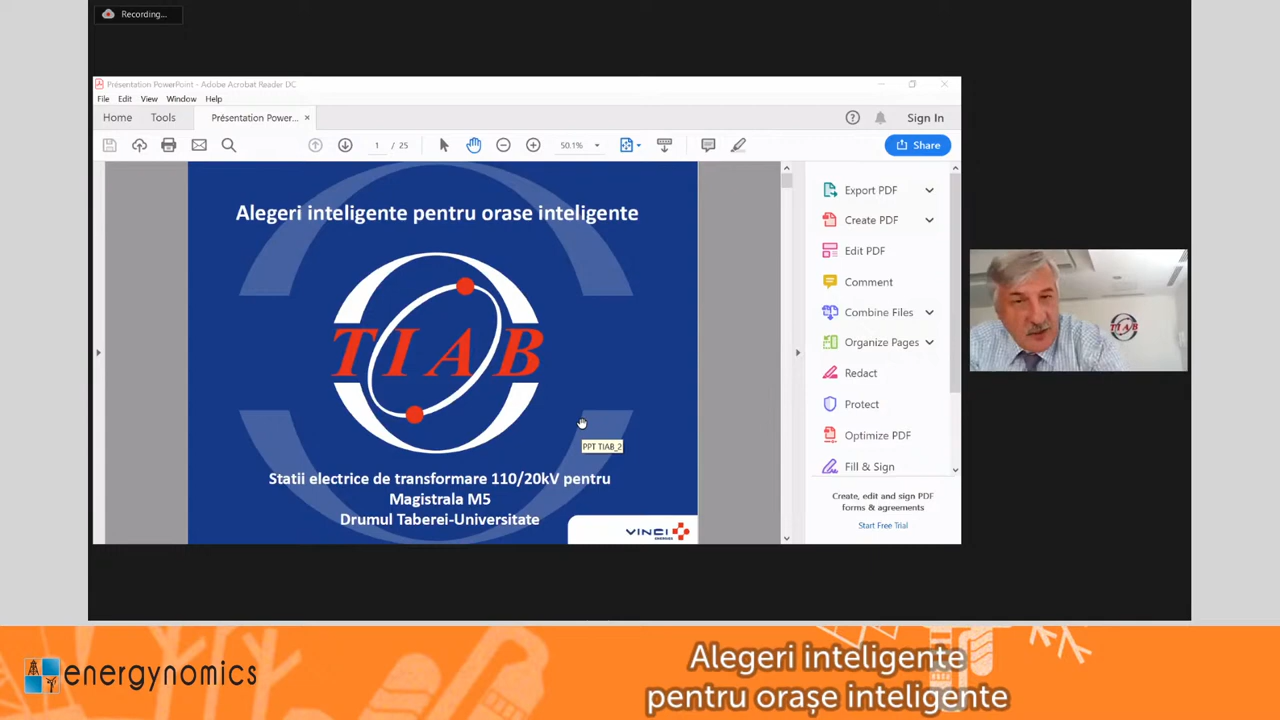 Recording...
Présentation PowerPoint - Adobe Acrobat Reader DC
File Edit View Window Help
Home Tools Présentation Power... × Sign In
1 / 25 50.1% Share
Alegeri inteligente pentru orase inteligente
TIAB
PPT TIAB_2
Statii electrice de transformare 110/20kV pentru
Magistrala M5
Drumul Taberei-Universitate
VINCI
ENERGIES
Export PDF
Create PDF
Edit PDF
Comment
Combine Files
Organize Pages
Redact
Protect
Optimize PDF
Fill & Sign
Create, edit and sign PDF
forms & agreements
Start Free Trial
TIAB
energynomics
Alegeri inteligente
pentru orașe inteligente